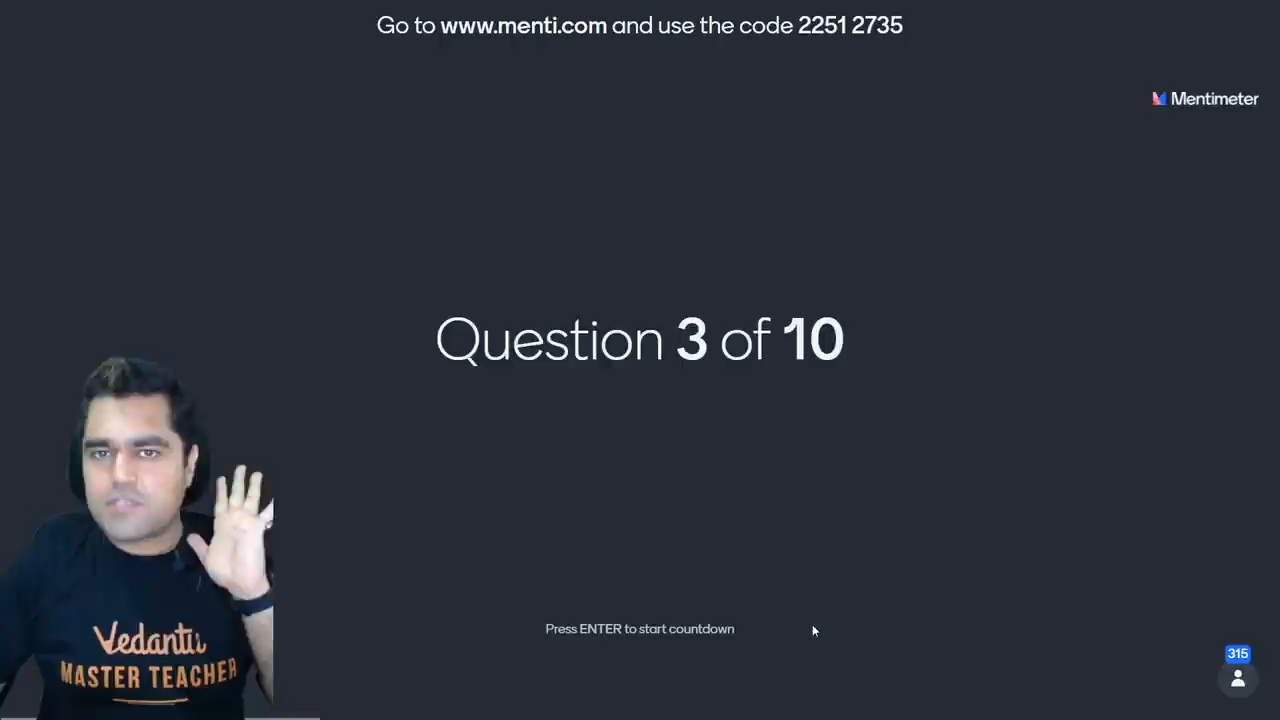 Go to www.menti.com and use the code 2251 2735
Mentimeter
Question 3 of 10
Press ENTER to start countdown
315
Vedantu
MASTER TEACHER